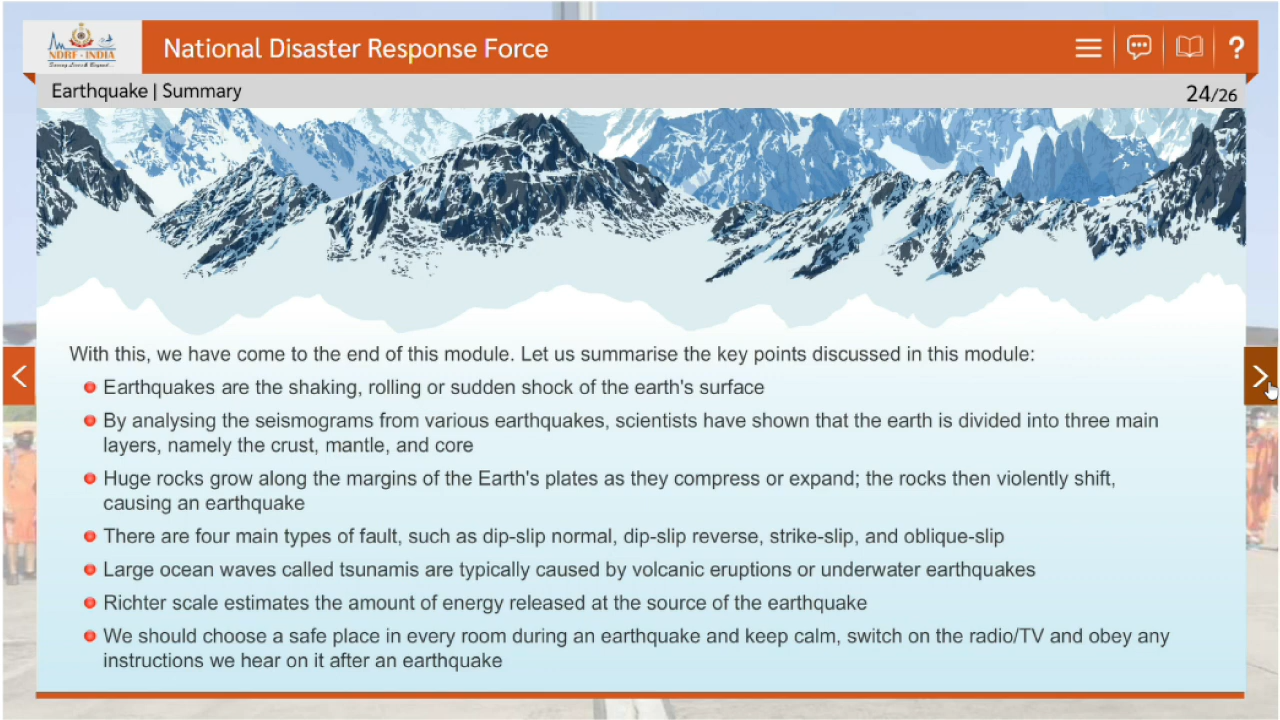 NDRF - INDIA
Saving Lives & Beyond...
National Disaster Response Force
?
Earthquake | Summary
24/26
With this, we have come to the end of this module. Let us summarise the key points discussed in this module:
Earthquakes are the shaking, rolling or sudden shock of the earth's surface
By analysing the seismograms from various earthquakes, scientists have shown that the earth is divided into three main
layers, namely the crust, mantle, and core
Huge rocks grow along the margins of the Earth's plates as they compress or expand; the rocks then violently shift,
causing an earthquake
There are four main types of fault, such as dip-slip normal, dip-slip reverse, strike-slip, and oblique-slip
Large ocean waves called tsunamis are typically caused by volcanic eruptions or underwater earthquakes
Richter scale estimates the amount of energy released at the source of the earthquake
We should choose a safe place in every room during an earthquake and keep calm, switch on the radio/TV and obey any
instructions we hear on it after an earthquake